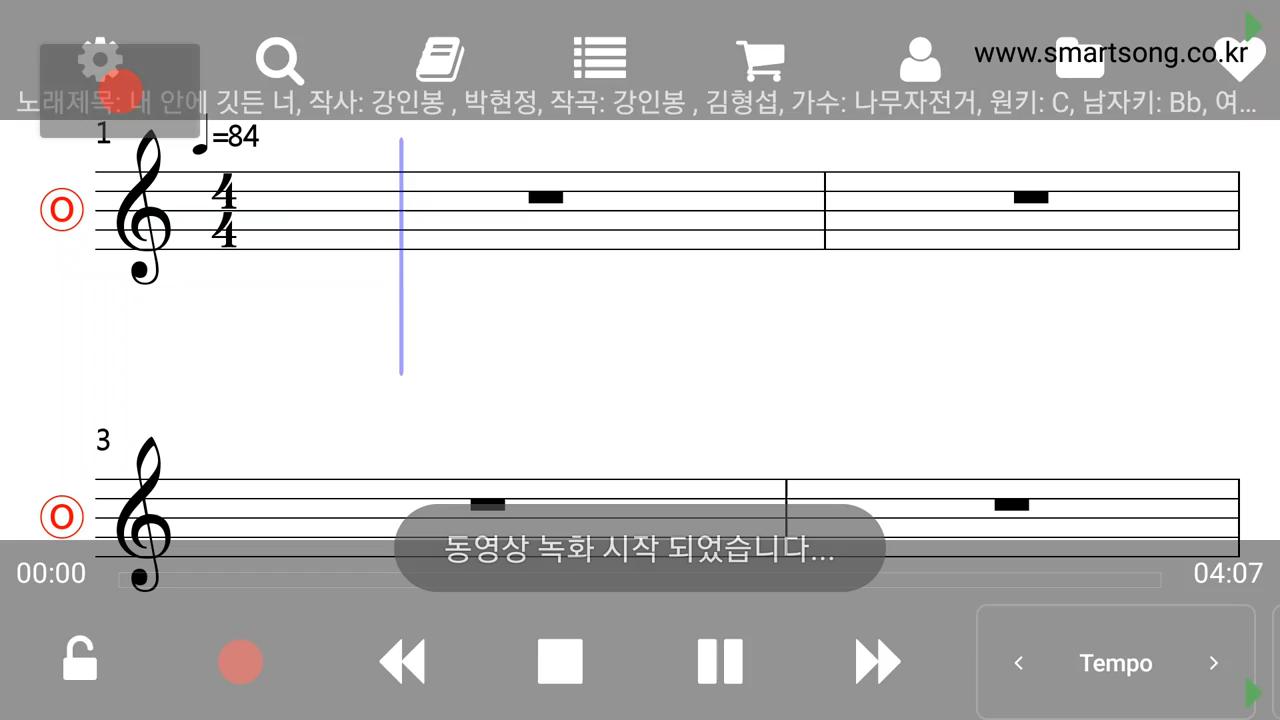 www.smartsong.co.kr
노래제목: 내 안에 깃든 너, 작사: 강인봉 , 박현정, 작곡: 강인봉 , 김형섭, 가수: 나무자전거, 원키: C, 남자키: Bb, 여...
1
=84
4
4
O
3
O
동영상 녹화 시작 되었습니다...
00:00
04:07
Tempo